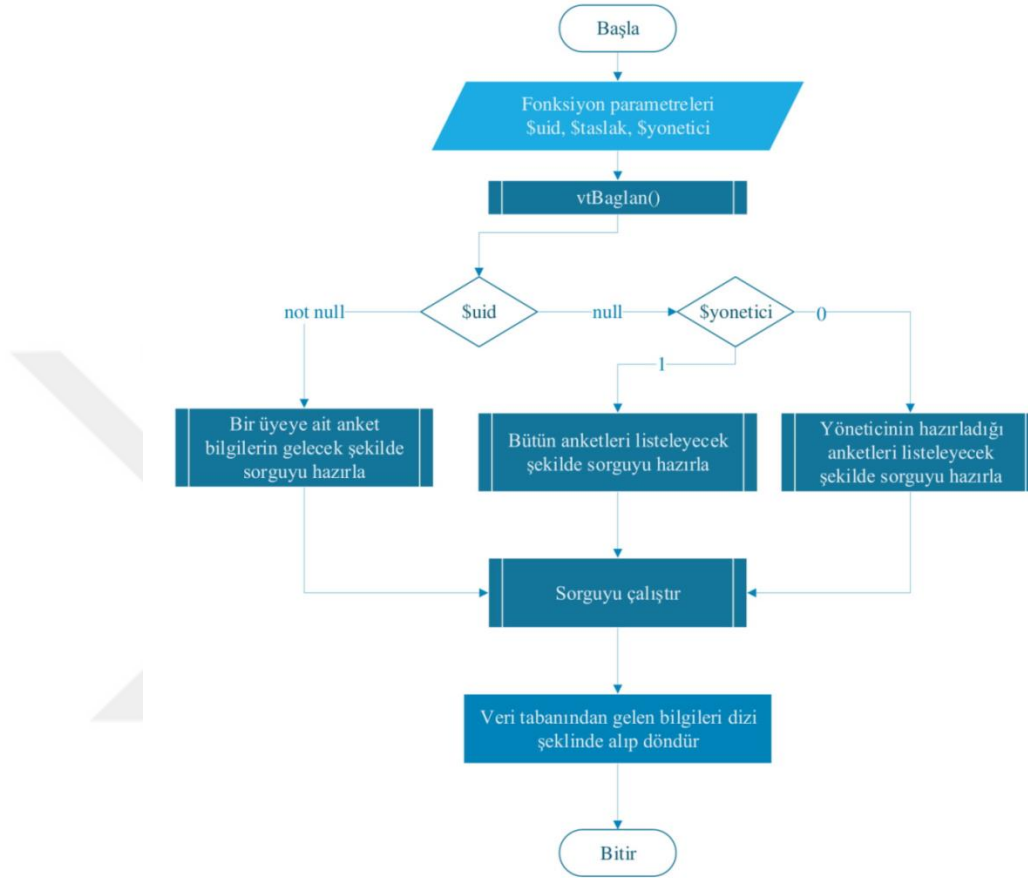 Başla
Fonksiyon parametreleri
$uid, $taslak, $yonetici
vtBaglan()
not null
$uid
null
$yonetici
0
1
Bir üyeye ait anket
bilgilerin gelecek şekilde
sorguyu hazırla
Bütün anketleri listeleyecek
şekilde sorguyu hazırla
Yöneticinin hazırladığı
anketleri listeleyecek
şekilde sorguyu hazırla
Sorguyu çalıştır
Veri tabanından gelen bilgileri dizi
şeklinde alıp döndür
Bitir